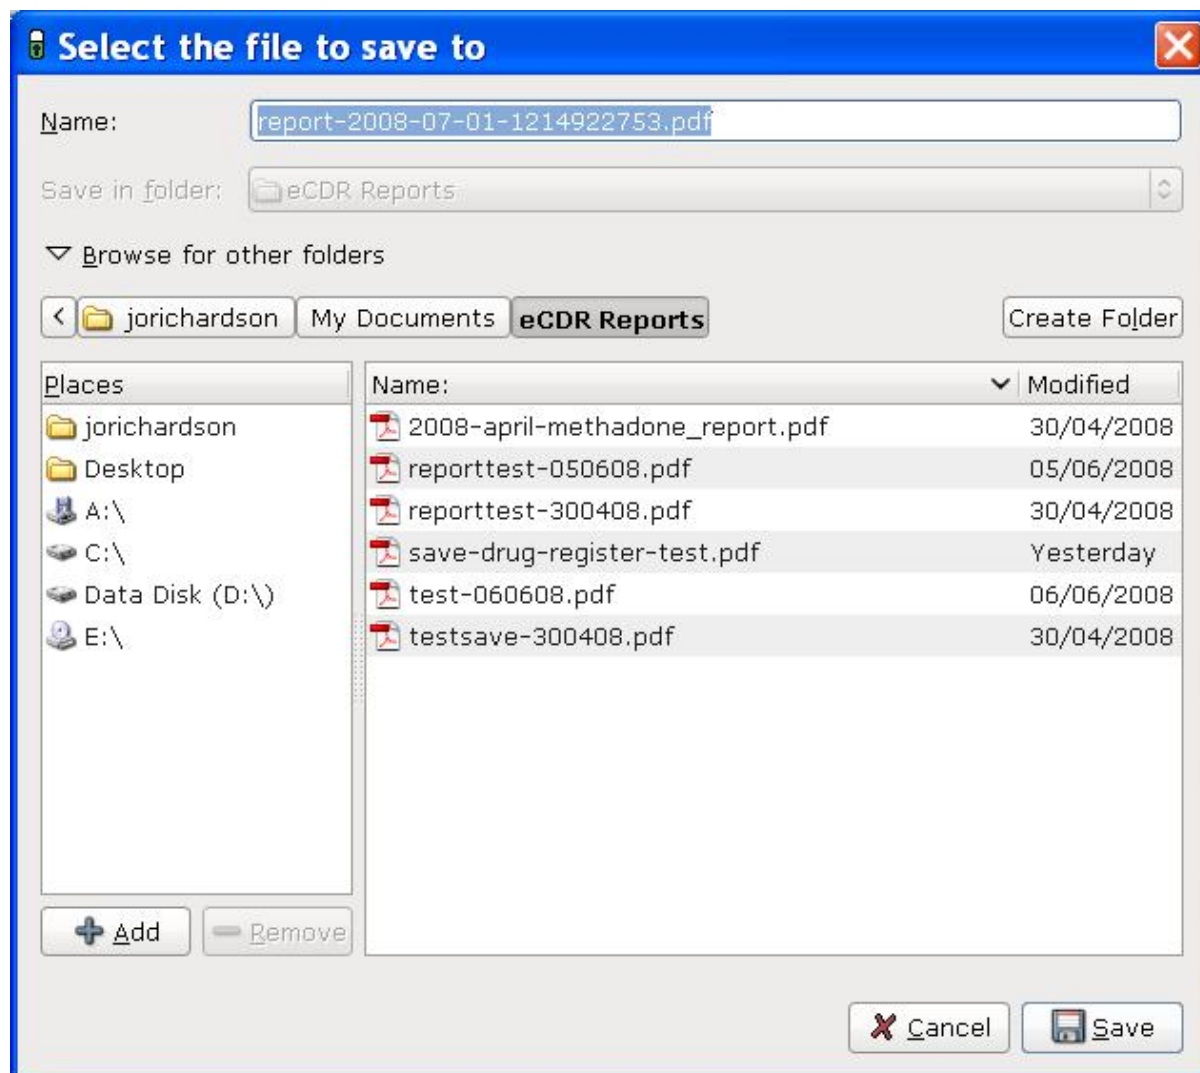 Select the file to save to
Name: report-2008-07-01-1214922753.pdf
Save in folder: eCDR Reports
Browse for other folders
< jorichardson My Documents eCDR Reports Create Folder
Places Name: Modified
jorichardson 2008-april-methadone_report.pdf 30/04/2008
Desktop reporttest-050608.pdf 05/06/2008
A:\ reporttest-300408.pdf 30/04/2008
C:\ save-drug-register-test.pdf Yesterday
Data Disk (D:\) test-060608.pdf 06/06/2008
E:\ testsave-300408.pdf 30/04/2008
Add Remove
Cancel Save